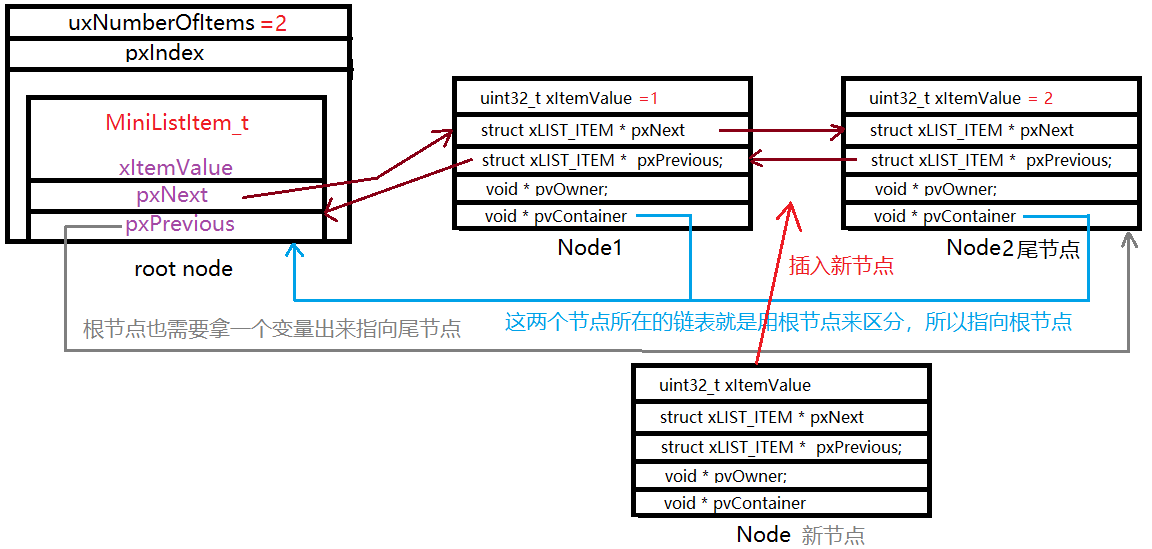 uxNumberOfItems =2
pxIndex
MiniListItem_t
xItemValue
pxNext
pxPrevious
root node
uint32_t xItemValue =1
struct xLIST_ITEM * pxNext
struct xLIST_ITEM * pxPrevious;
void * pvOwner;
void * pvContainer
Node1
uint32_t xItemValue = 2
struct xLIST_ITEM * pxNext
struct xLIST_ITEM * pxPrevious;
void * pvOwner;
void * pvContainer
Node2尾节点
插入新节点
根节点也需要拿一个变量出来指向尾节点
这两个节点所在的链表就是用根节点来区分，所以指向根节点
uint32_t xItemValue
struct xLIST_ITEM * pxNext
struct xLIST_ITEM * pxPrevious;
void * pvOwner;
void * pvContainer
Node 新节点